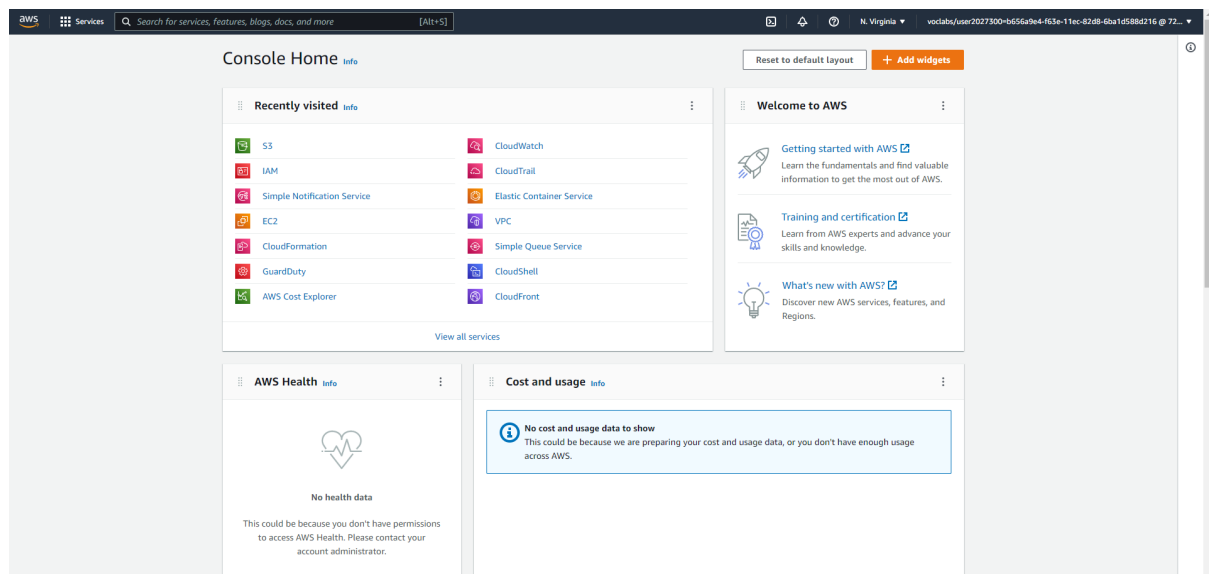 aws
Services
Search for services, features, blogs, docs, and more
[Alt+S]
N. Virginia
voclabs/user2027300=b656a9e4-f63e-11ec-82d8-6ba1d588d216 @ 72...
Console Home Info
Reset to default layout
Add widgets
Recently visited Info
S3
CloudWatch
IAM
CloudTrail
Simple Notification Service
Elastic Container Service
EC2
VPC
CloudFormation
Simple Queue Service
GuardDuty
CloudShell
AWS Cost Explorer
CloudFront
View all services
Welcome to AWS
Getting started with AWS
Learn the fundamentals and find valuable
information to get the most out of AWS.
Training and certification
Learn from AWS experts and advance your
skills and knowledge.
What's new with AWS?
Discover new AWS services, features, and
Regions.
AWS Health Info
No health data
This could be because you don't have permissions
to access AWS Health. Please contact your
account administrator.
Cost and usage Info
No cost and usage data to show
This could be because we are preparing your cost and usage data, or you don't have enough usage
across AWS.